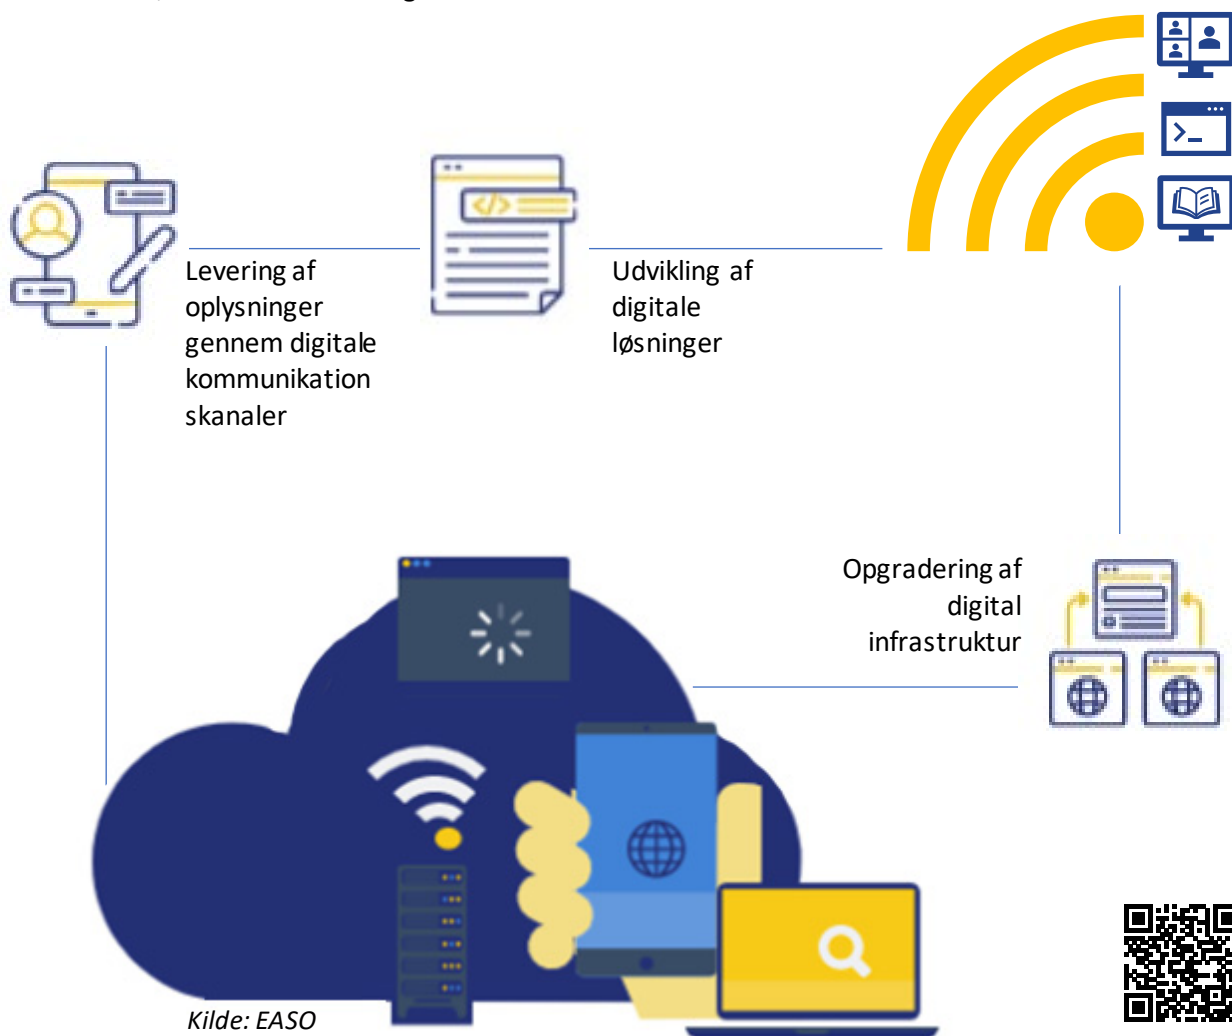 Levering af
oplysninger
gennem digitale
kommunikation
skanaler
Udvikling af
digitale
løsninger
Opgradering af
digital
infrastruktur
Kilde: EASO